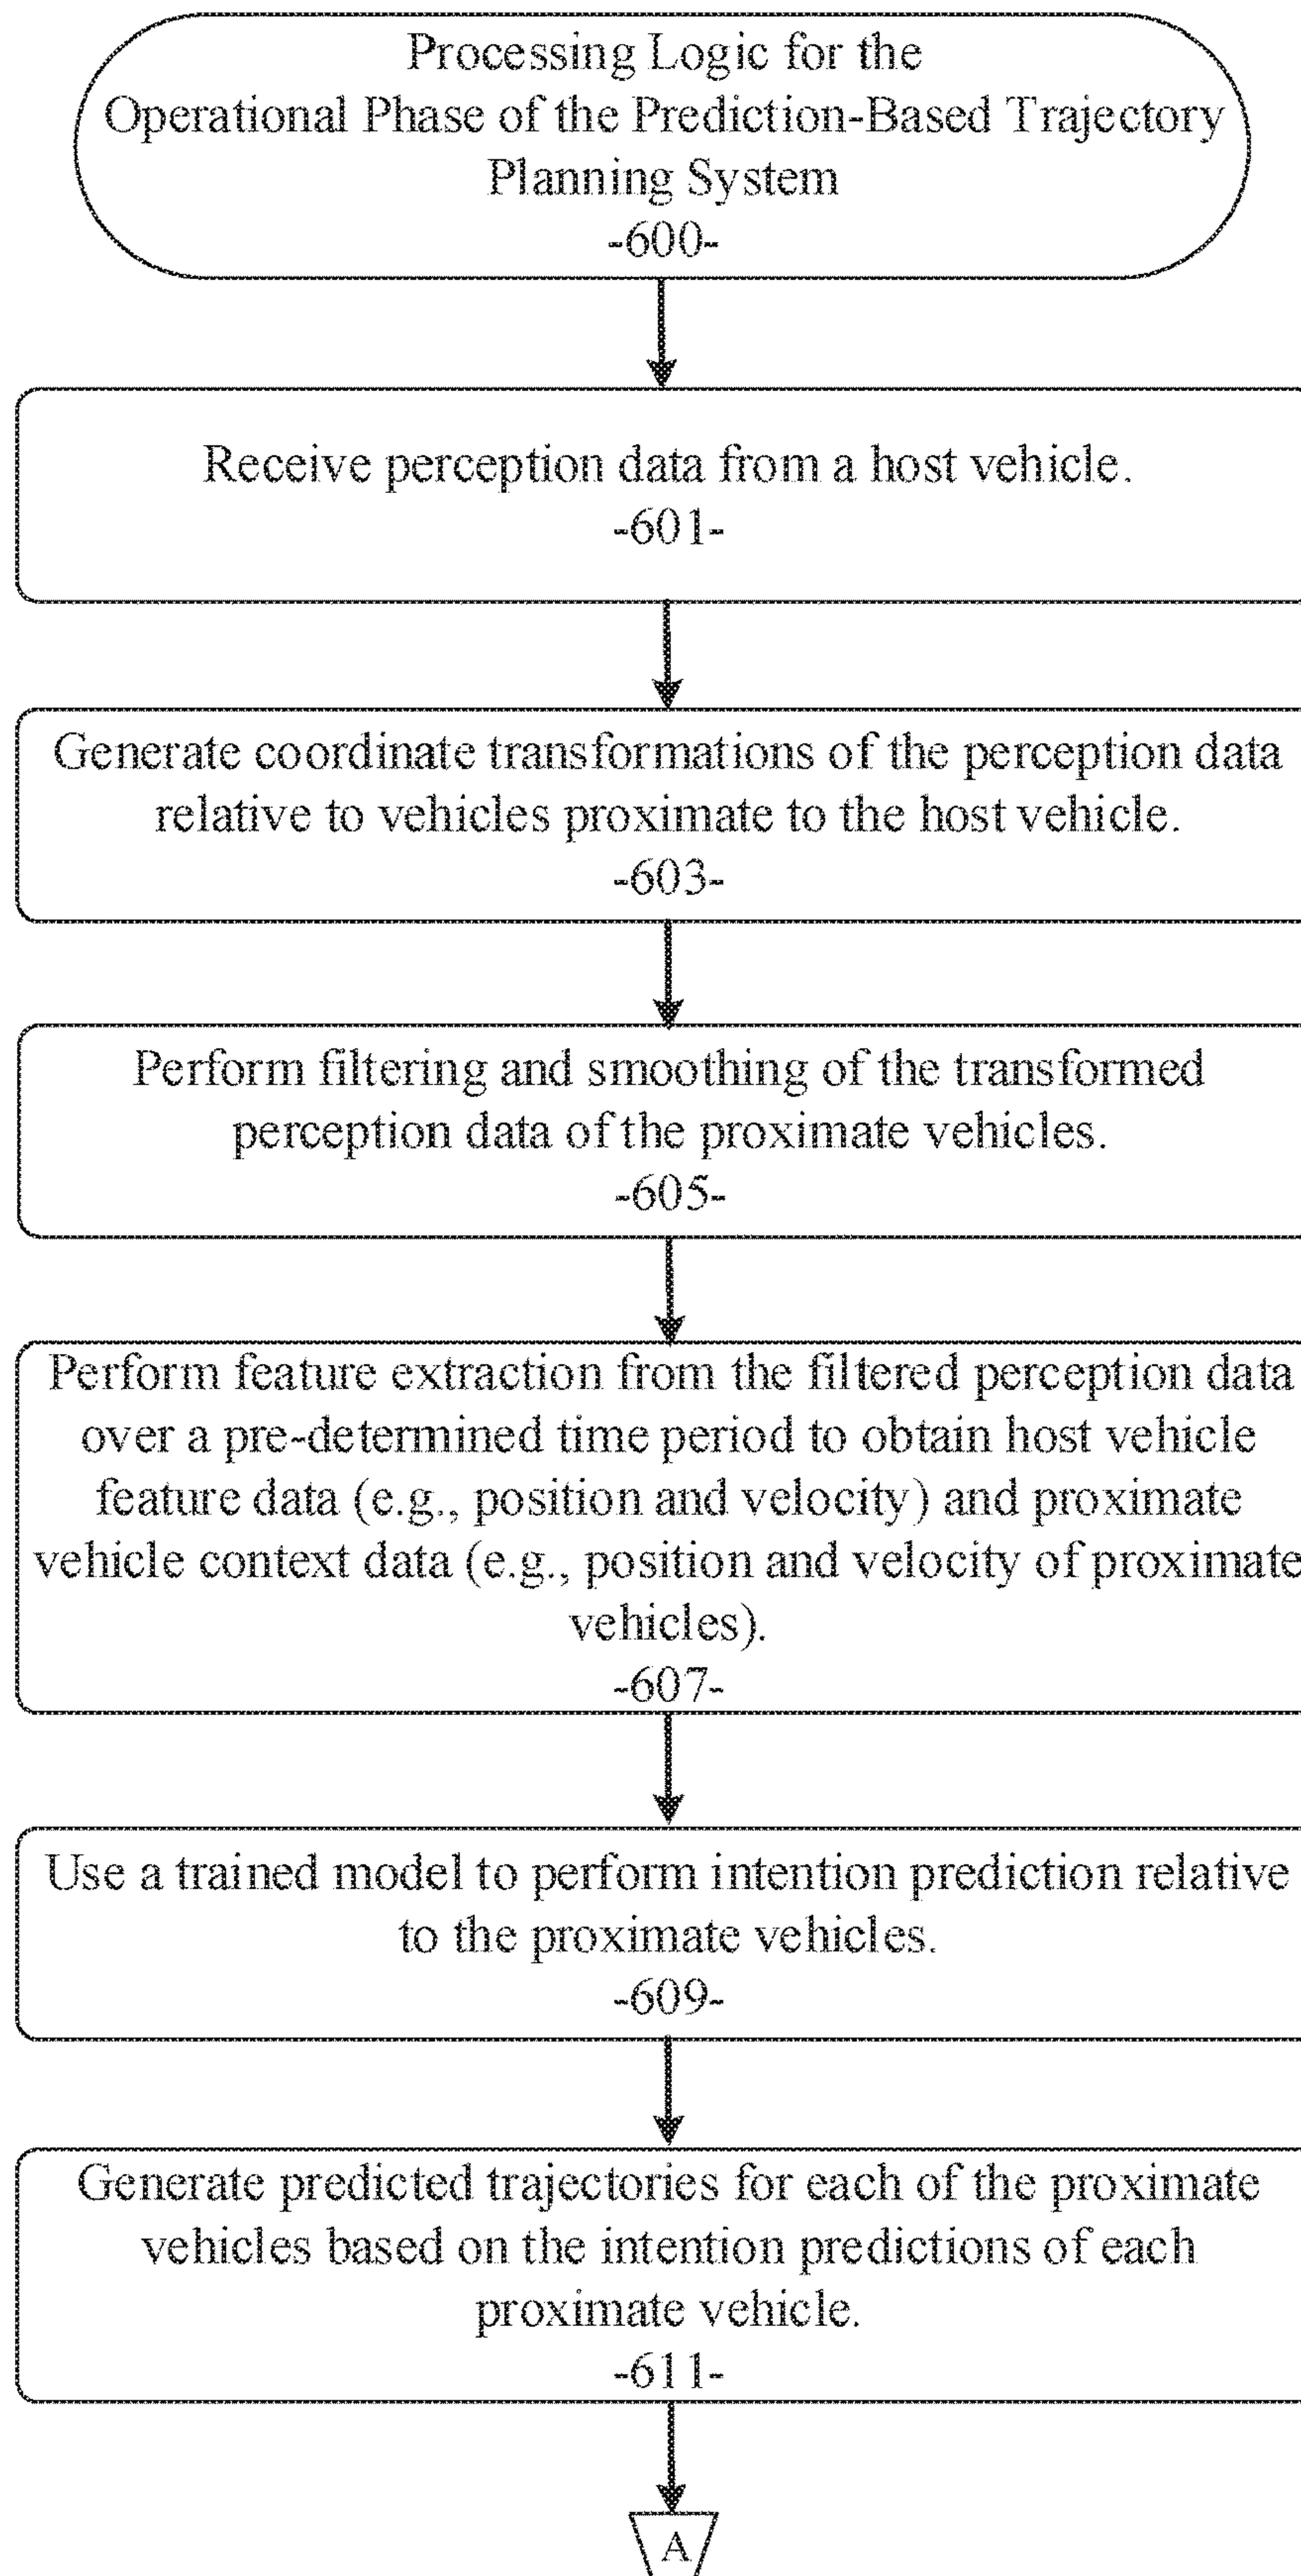 Processing Logic for the
Operational Phase of the Prediction-Based Trajectory
Planning System
-600-
Receive perception data from a host vehicle.
-601-
Generate coordinate transformations of the perception data
relative to vehicles proximate to the host vehicle.
-603-
Perform filtering and smoothing of the transformed
perception data of the proximate vehicles.
-605-
Perform feature extraction from the filtered perception data
over a pre-determined time period to obtain host vehicle
feature data (e.g., position and velocity) and proximate
vehicle context data (e.g., position and velocity of proximate
vehicles).
-607-
Use a trained model to perform intention prediction relative
to the proximate vehicles.
-609-
Generate predicted trajectories for each of the proximate
vehicles based on the intention predictions of each
proximate vehicle.
-611-
A